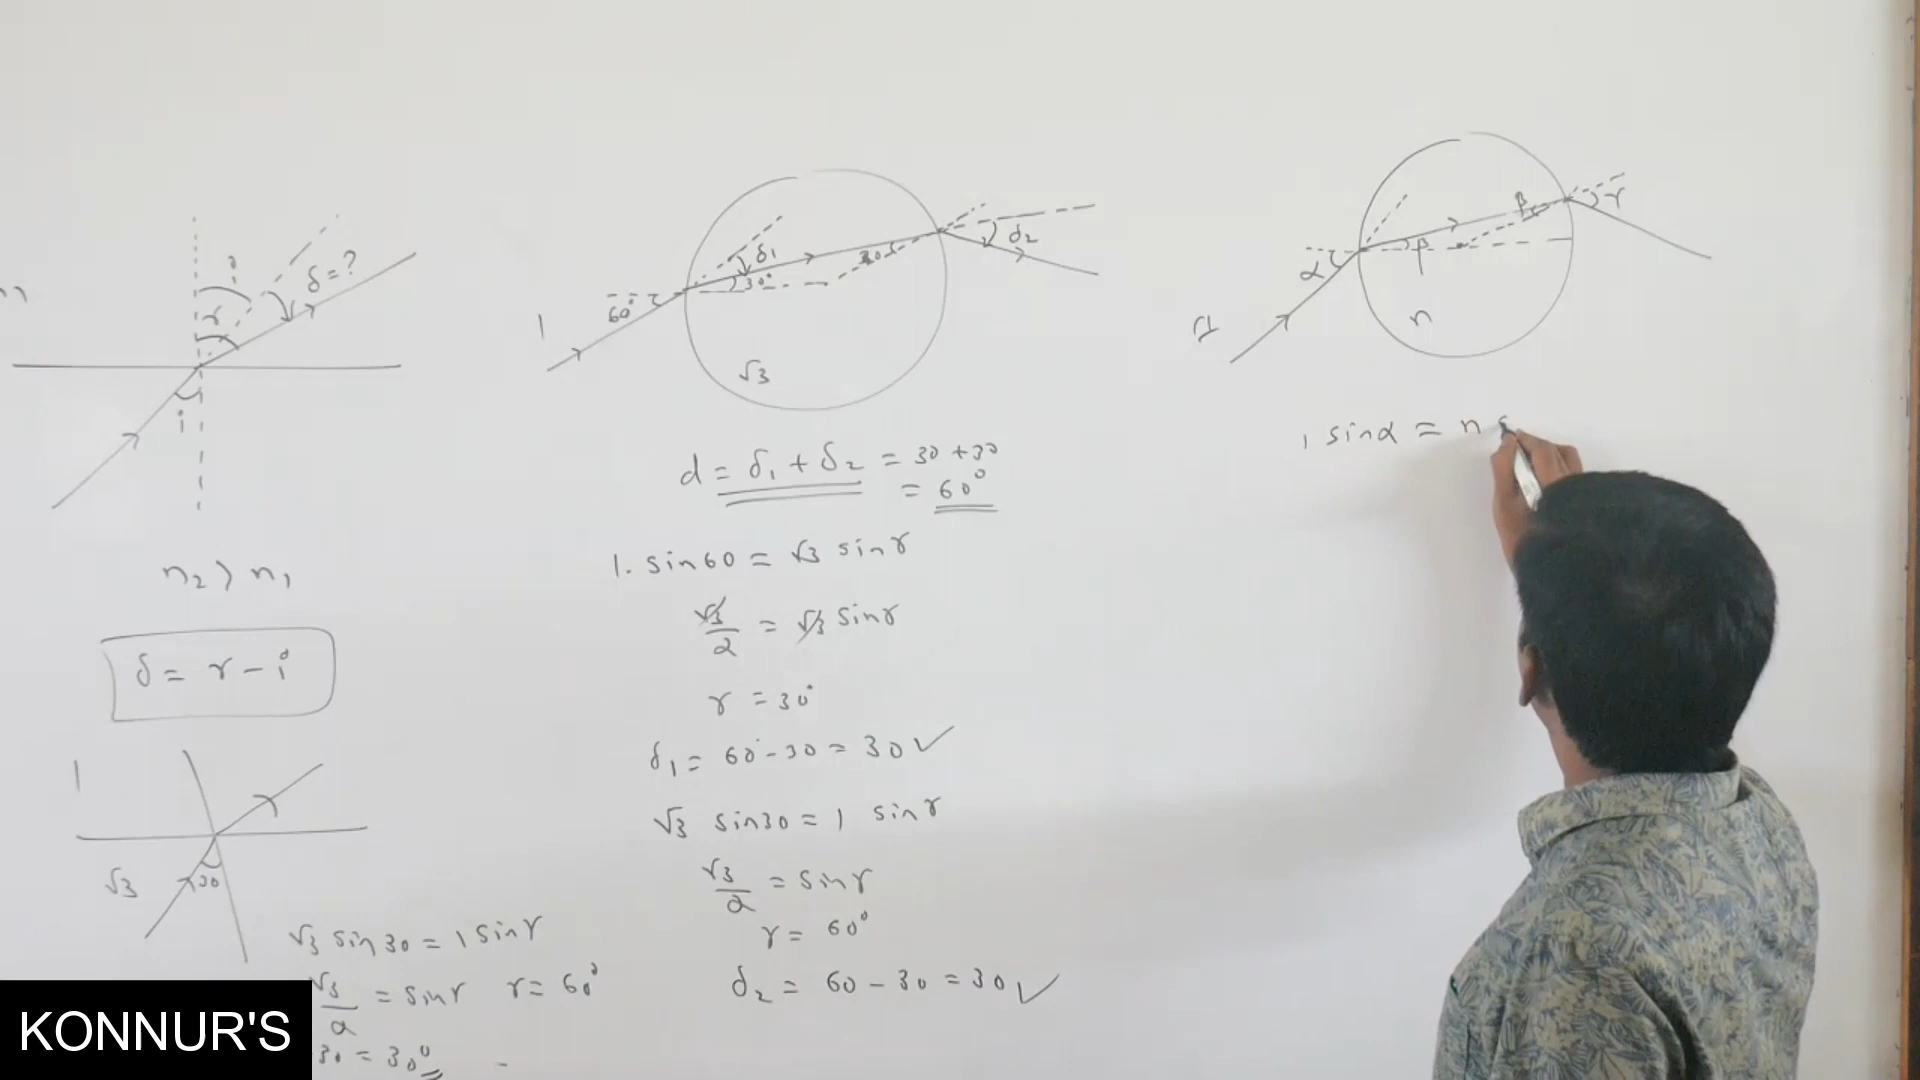 i
r
δ = ?
i
n₂ > n₁
δ = r - i
1
√3
30
√3 sin 30 = 1 sin r
√3/2 = sin r r = 60°
30 = 30°
δ₁
30°
60°
1
30
δ₂
√3
d = δ₁ + δ₂ = 30 + 30
= 60°
1. sin 60 = √3 sin r
√3/2 = √3 sin r
r = 30°
δ₁ = 60° - 30 = 30 ✓
√3 sin 30 = 1 sin r
√3/2 = sin r
r = 60°
δ₂ = 60 - 30 = 30 ✓
β
r
α
β
n
1 sin α = n s
KONNUR'S